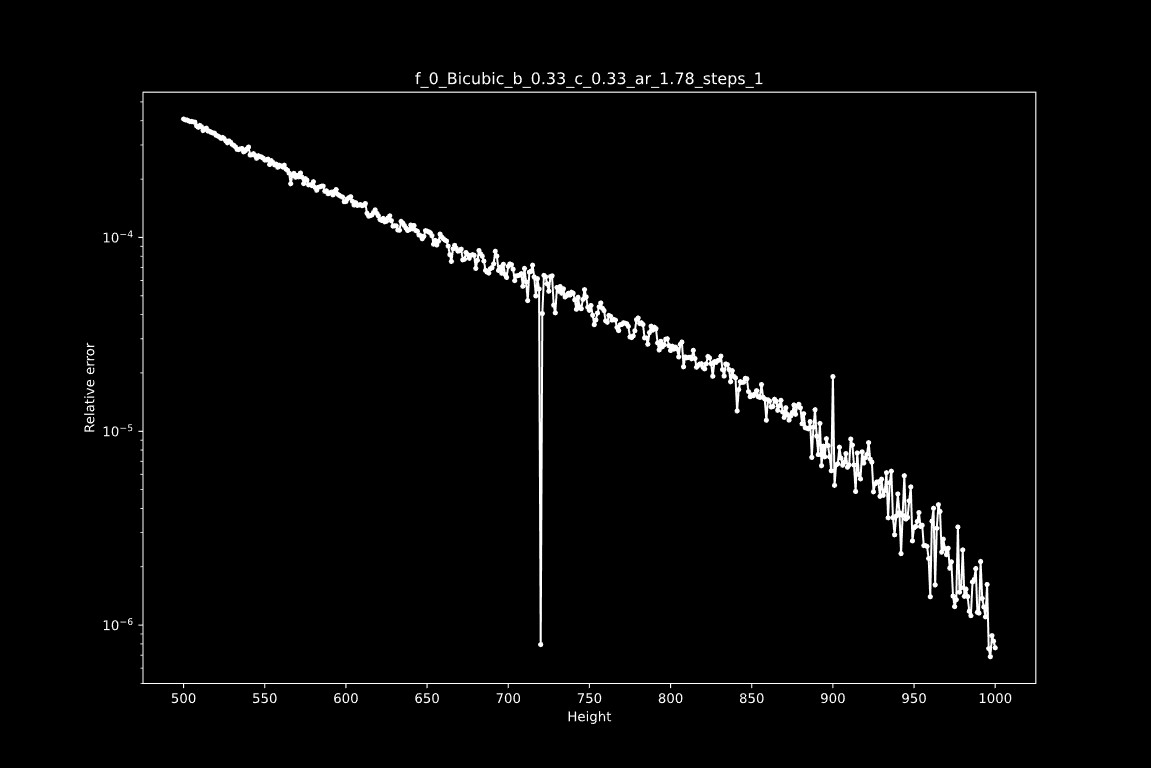 f_0_Bicubic_b_0.33_c_0.33_ar_1.78_steps_1
Relative error
10⁻⁴
10⁻⁵
10⁻⁶
500 550 600 650 700 750 800 850 900 950 1000
Height